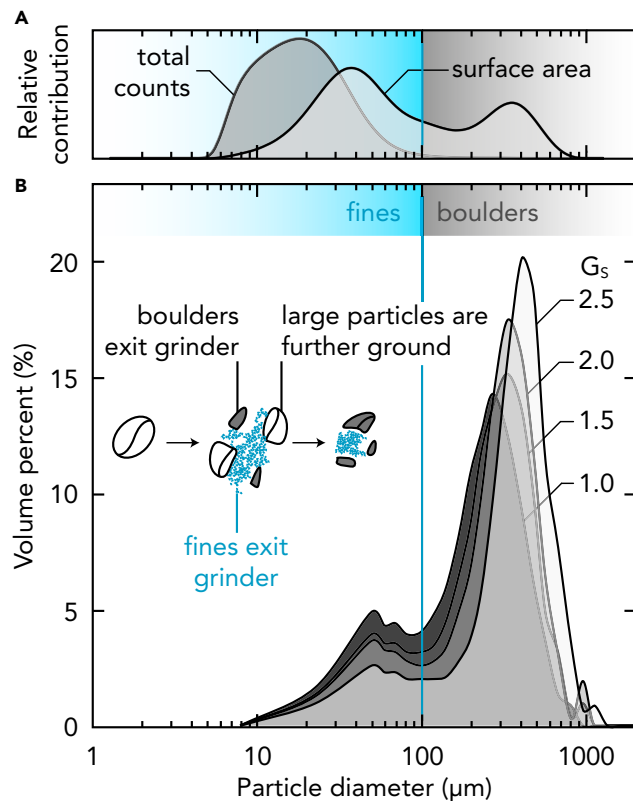 A
Relative
contribution
total
counts
surface area
B
fines
boulders
Volume percent (%)
20
15
10
5
0
boulders
exit grinder
large particles are
further ground
fines exit
grinder
Gs
2.5
2.0
1.5
1.0
1
10
100
1000
Particle diameter (µm)